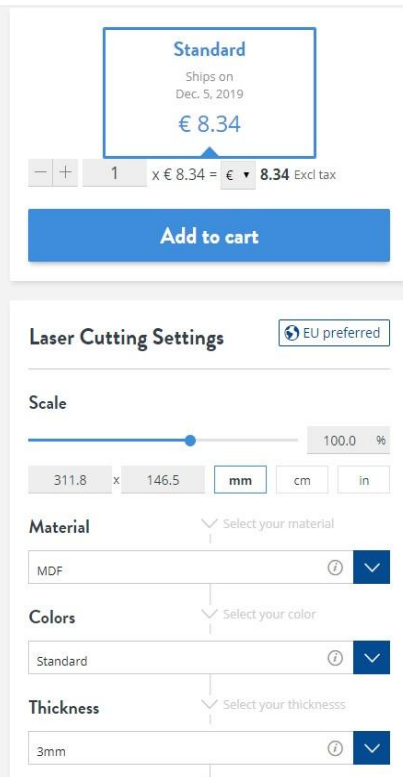 Standard
Ships on
Dec. 5, 2019
€ 8.34
— + 1 x € 8.34 = € 8.34 Excl tax
Add to cart
Laser Cutting Settings EU preferred
Scale
100.0 %
311.8 x 146.5 mm cm in
Material Select your material
MDF
Colors Select your color
Standard
Thickness Select your thicknesss
3mm